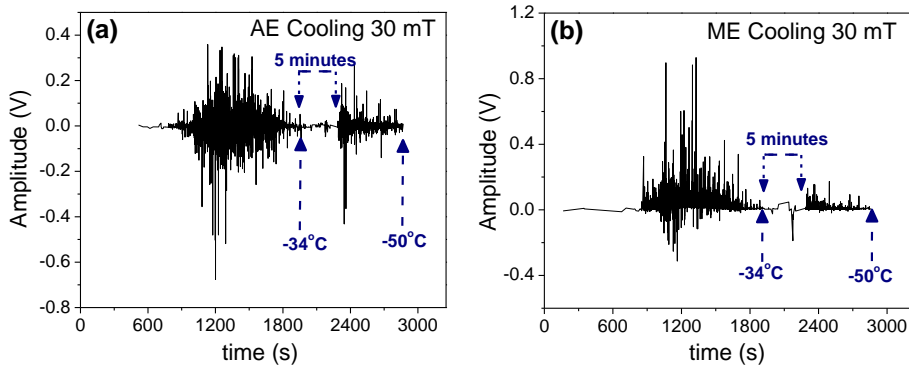 (a) AE Cooling 30 mT
0.4
0.2
0.0
-0.2
-0.4
-0.6
-0.8
Amplitude (V)
5 minutes
-34°C
-50°C
0 600 1200 1800 2400 3000
time (s)
(b) ME Cooling 30 mT
1.2
0.8
0.4
0.0
-0.4
Amplitude (V)
5 minutes
-34°C
-50°C
0 600 1200 1800 2400 3000
time (s)